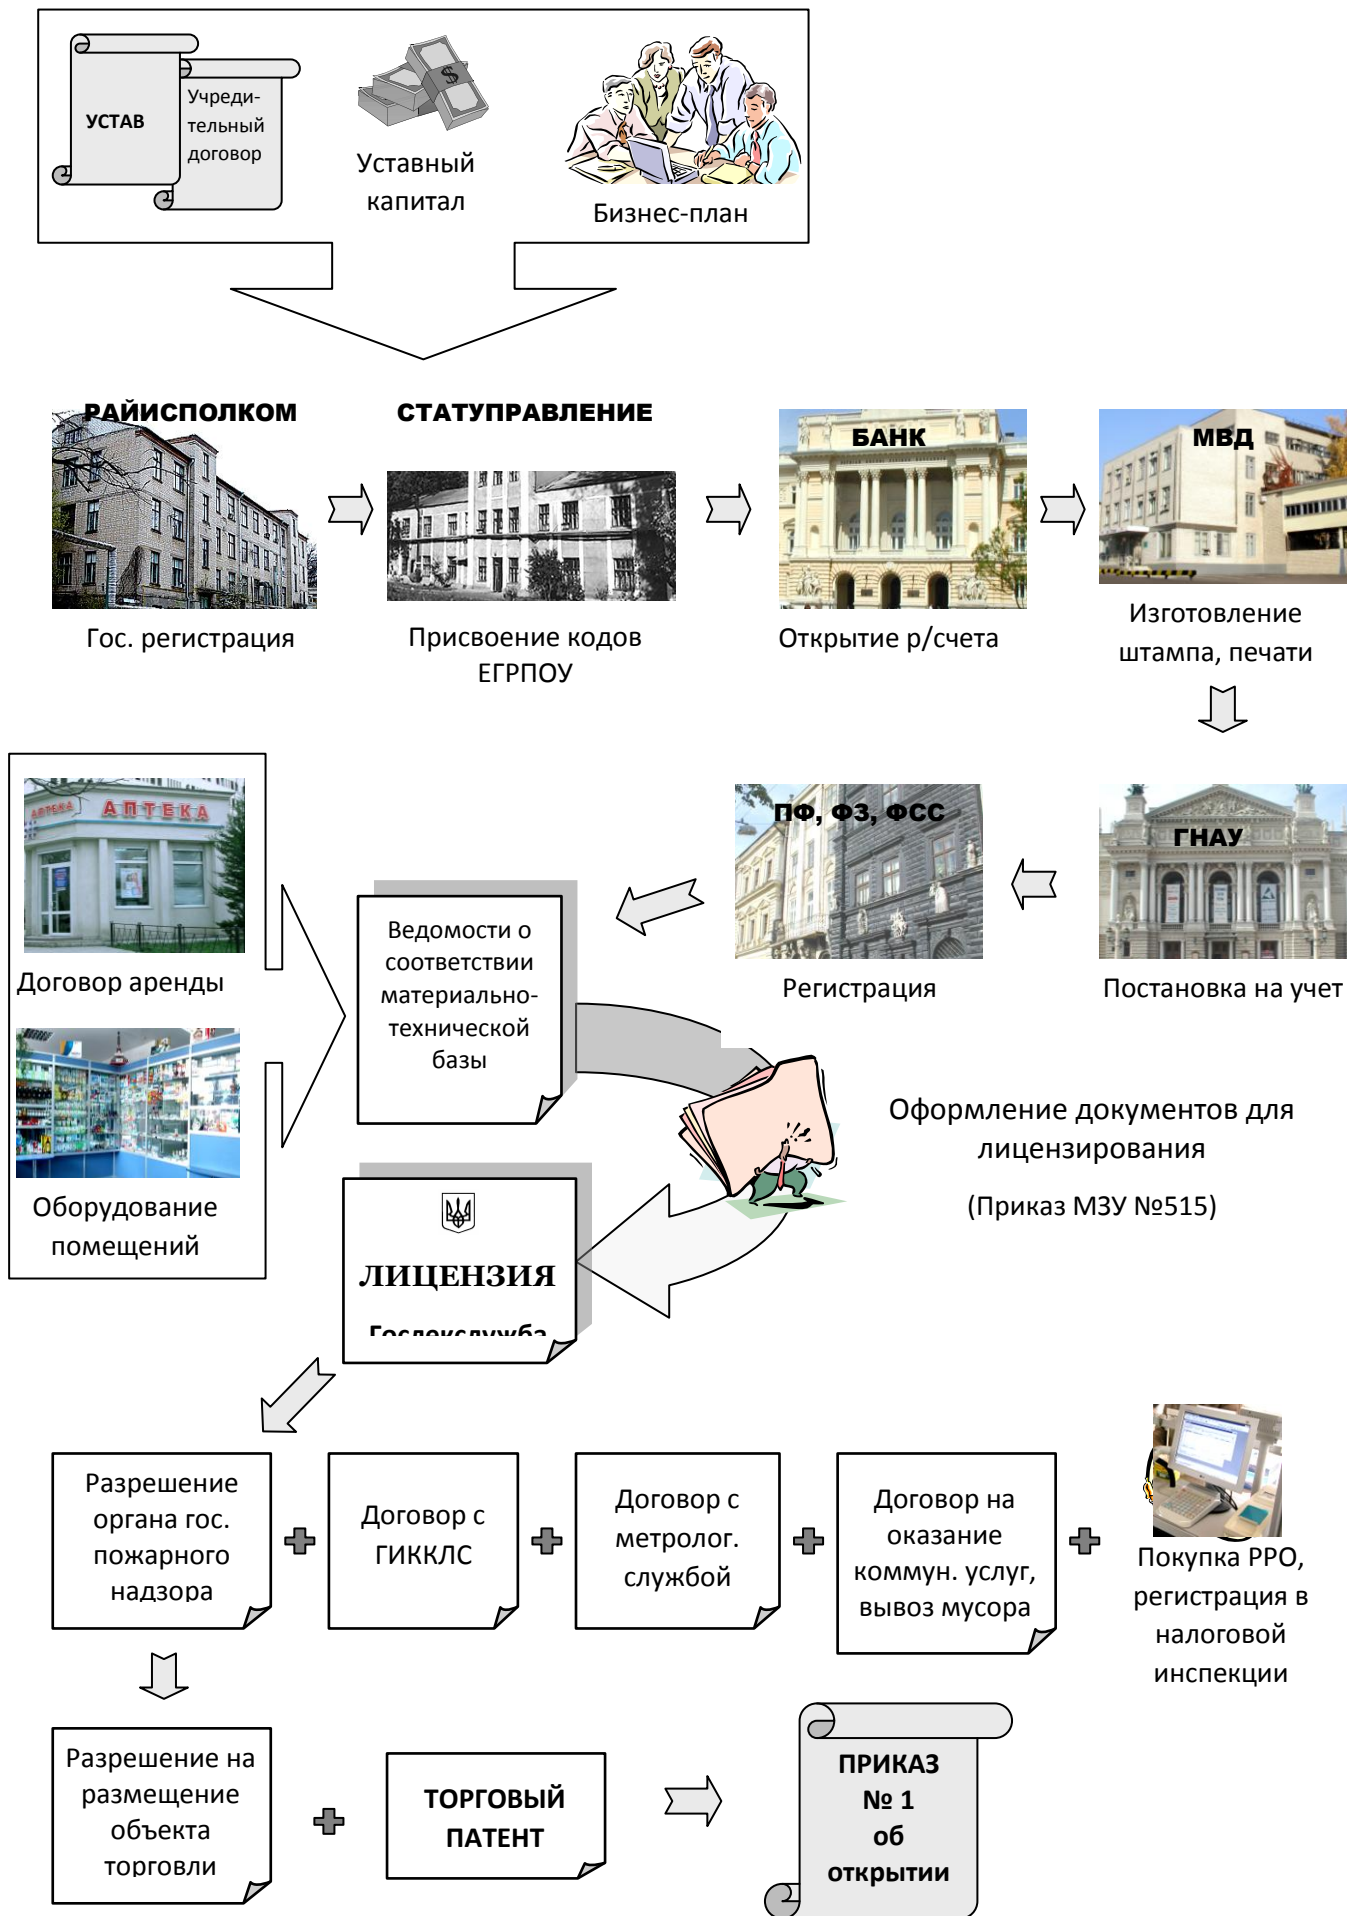 УСТАВ
Учреди-
тельный
договор
Уставный
капитал
Бизнес-план
РАЙИСПОЛКОМ
СТАТУПРАВЛЕНИЕ
БАНК
МВД
Гос. регистрация
Присвоение кодов
ЕГРПОУ
Открытие р/счета
Изготовление
штампа, печати
АПТЕКА
АПТЕКА
Договор аренды
Оборудование
помещений
Ведомости о
соответствии
материально-
технической
базы
ПФ, ФЗ, ФСС
Регистрация
ГНАУ
Постановка на учет
Оформление документов для
лицензирования
(Приказ МЗУ №515)
ЛИЦЕНЗИЯ
Гослекслужба
Разрешение
органа гос.
пожарного
надзора
Договор с
ГИККЛС
Договор с
метролог.
службой
Договор на
оказание
коммун. услуг,
вывоз мусора
Покупка РРО,
регистрация в
налоговой
инспекции
Разрешение на
размещение
объекта
торговли
ТОРГОВЫЙ
ПАТЕНТ
ПРИКАЗ
№ 1
об
открытии